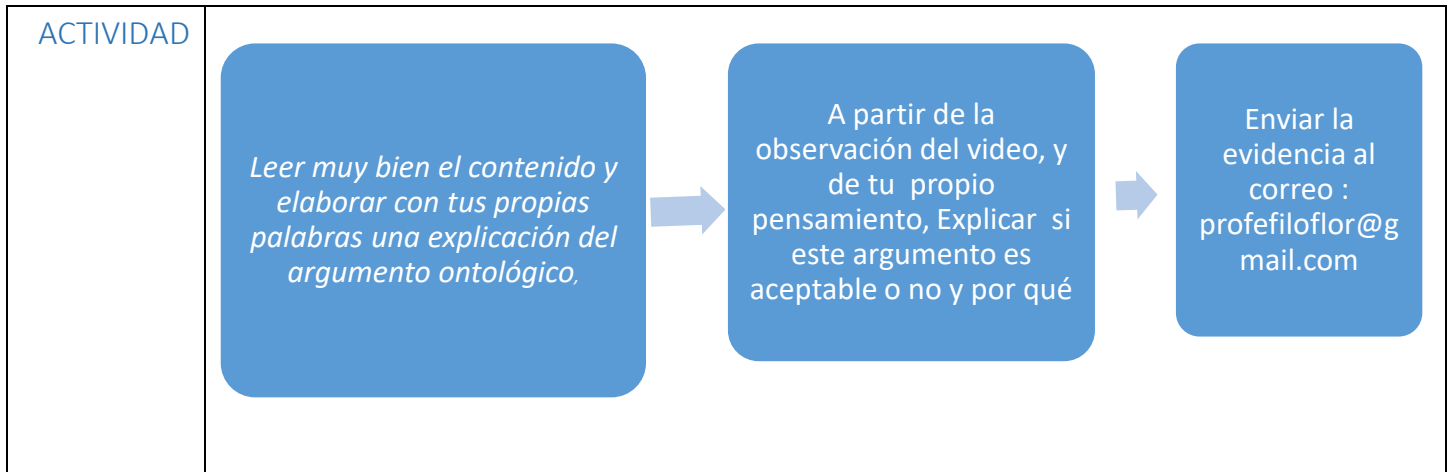 ACTIVIDAD
Leer muy bien el contenido y
elaborar con tus propias
palabras una explicación del
argumento ontológico,
A partir de la
observación del video, y
de tu propio
pensamiento, Explicar si
este argumento es
aceptable o no y por qué
Enviar la
evidencia al
correo :
profefiloflor@g
mail.com